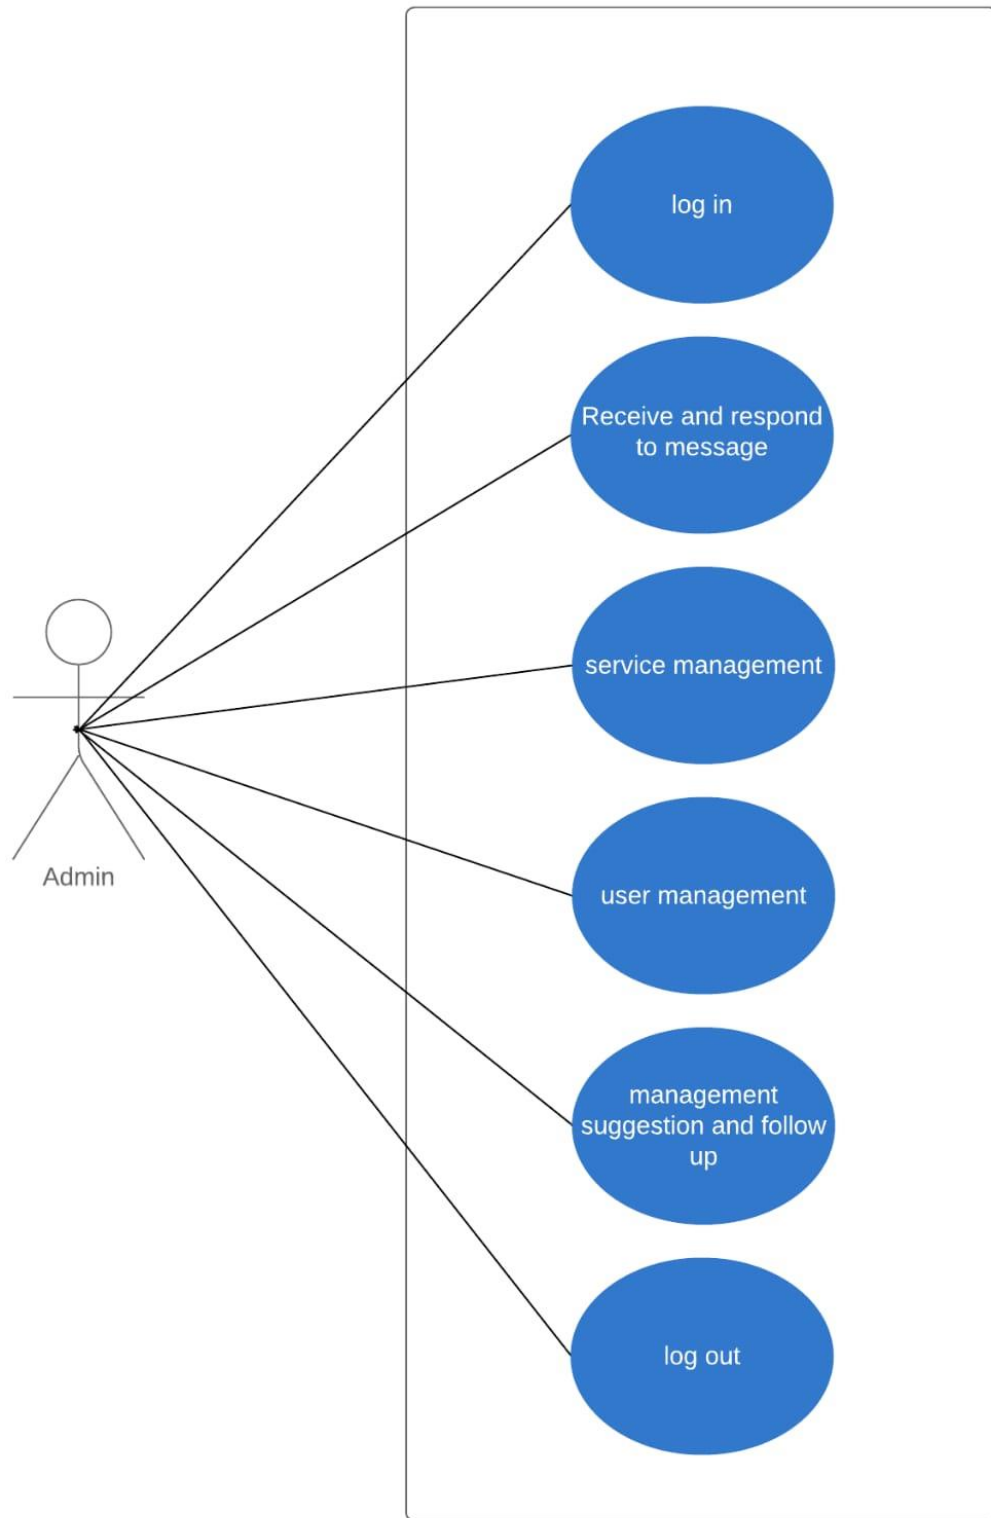 log in
Receive and respond
to message
service management
Admin
user management
management
suggestion and follow
up
log out